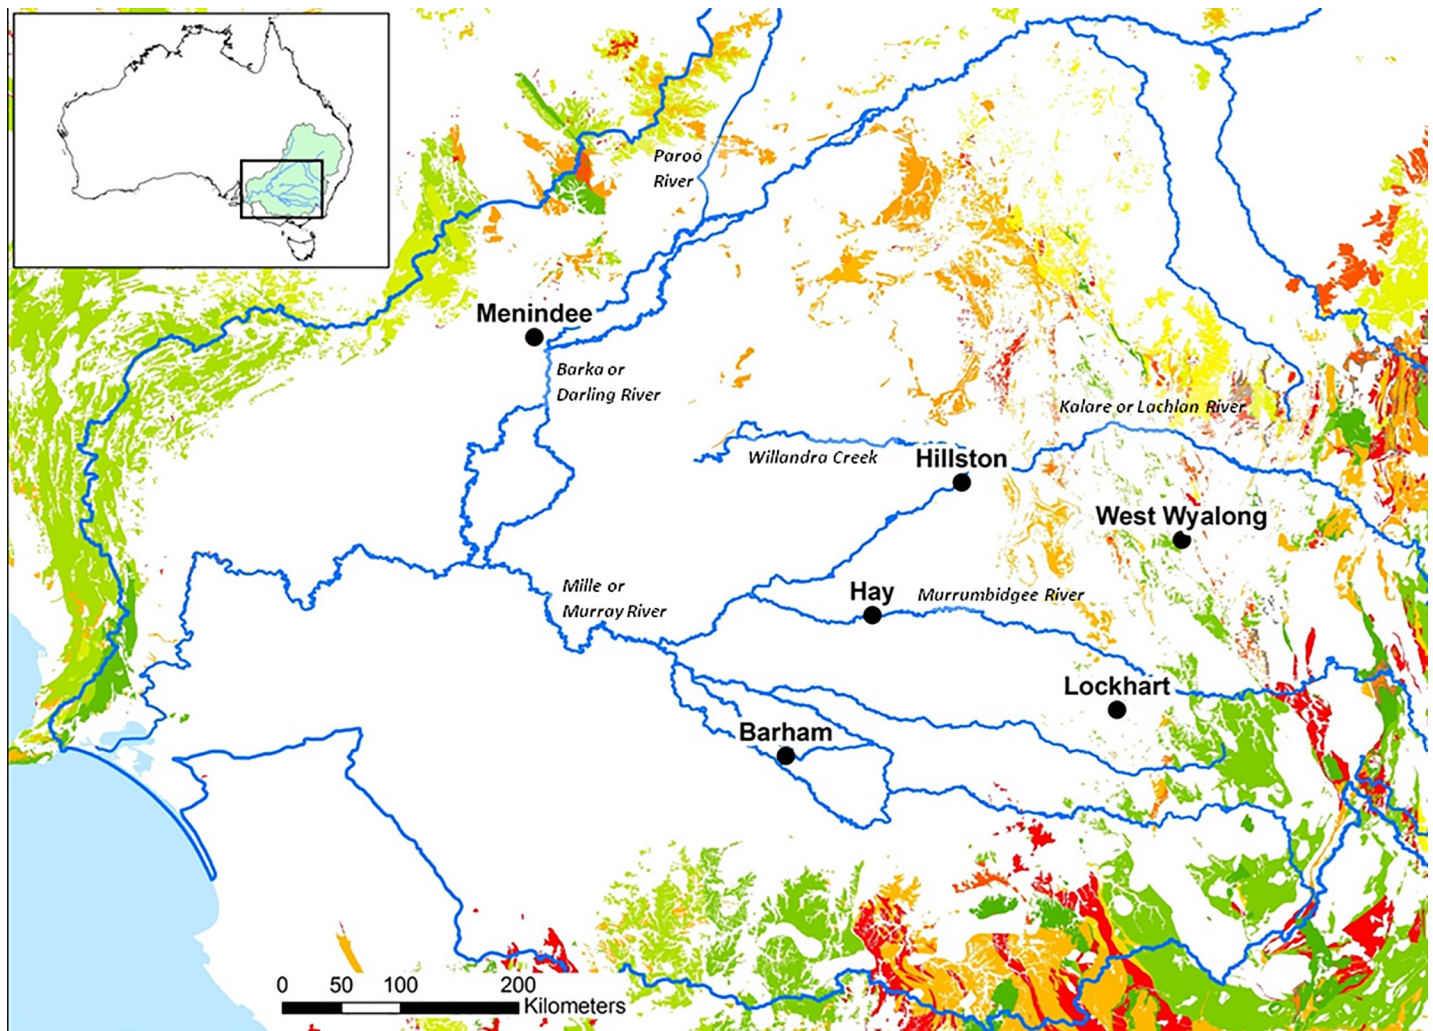 Paroo
River
Menindee
Barka or
Darling River
Kalare or Lachlan River
Willandra Creek
Hillston
West Wyalong
Mille or
Murray River
Hay
Murrumbidgee River
Lockhart
Barham
0 50 100 200
Kilometers